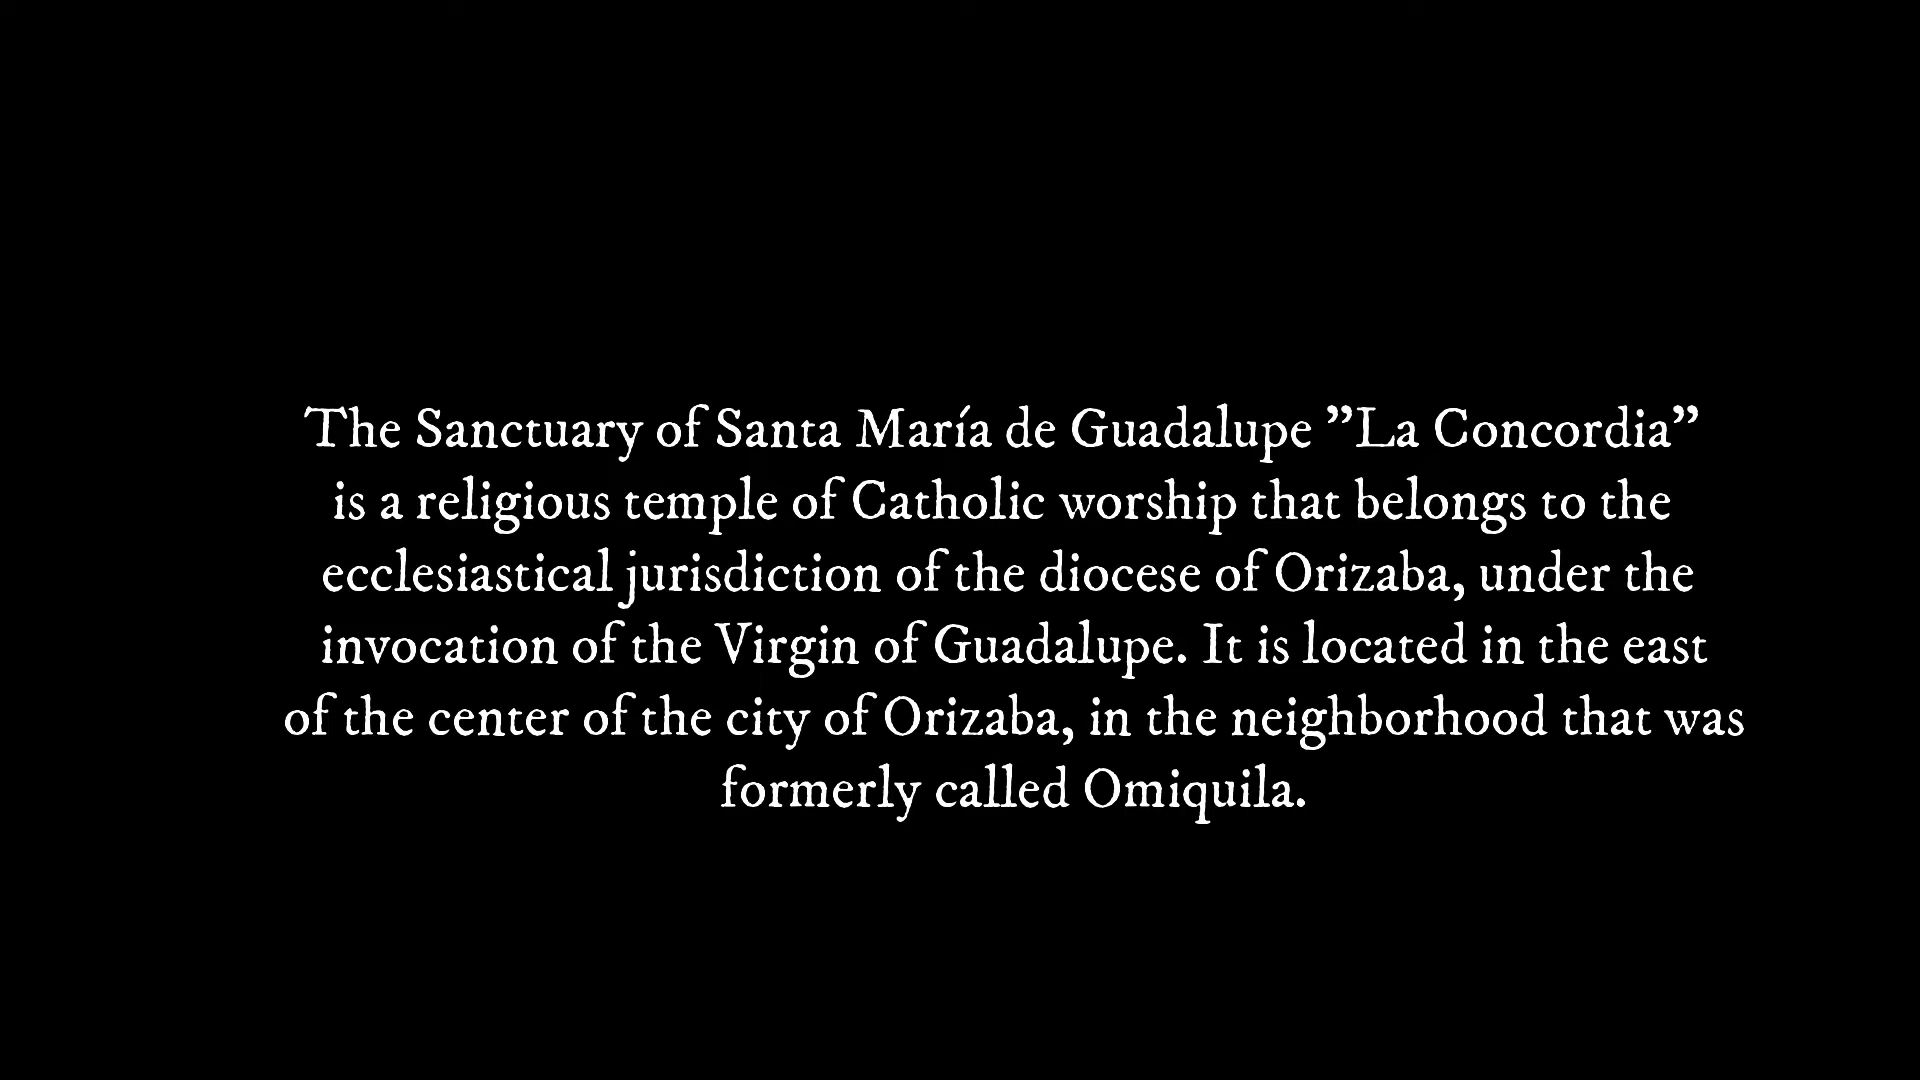 The Sanctuary of Santa María de Guadalupe ”La Concordia”
is a religious temple of Catholic worship that belongs to the
ecclesiastical jurisdiction of the diocese of Orizaba, under the
invocation of the Virgin of Guadalupe. It is located in the east
of the center of the city of Orizaba, in the neighborhood that was
formerly called Omiquila.